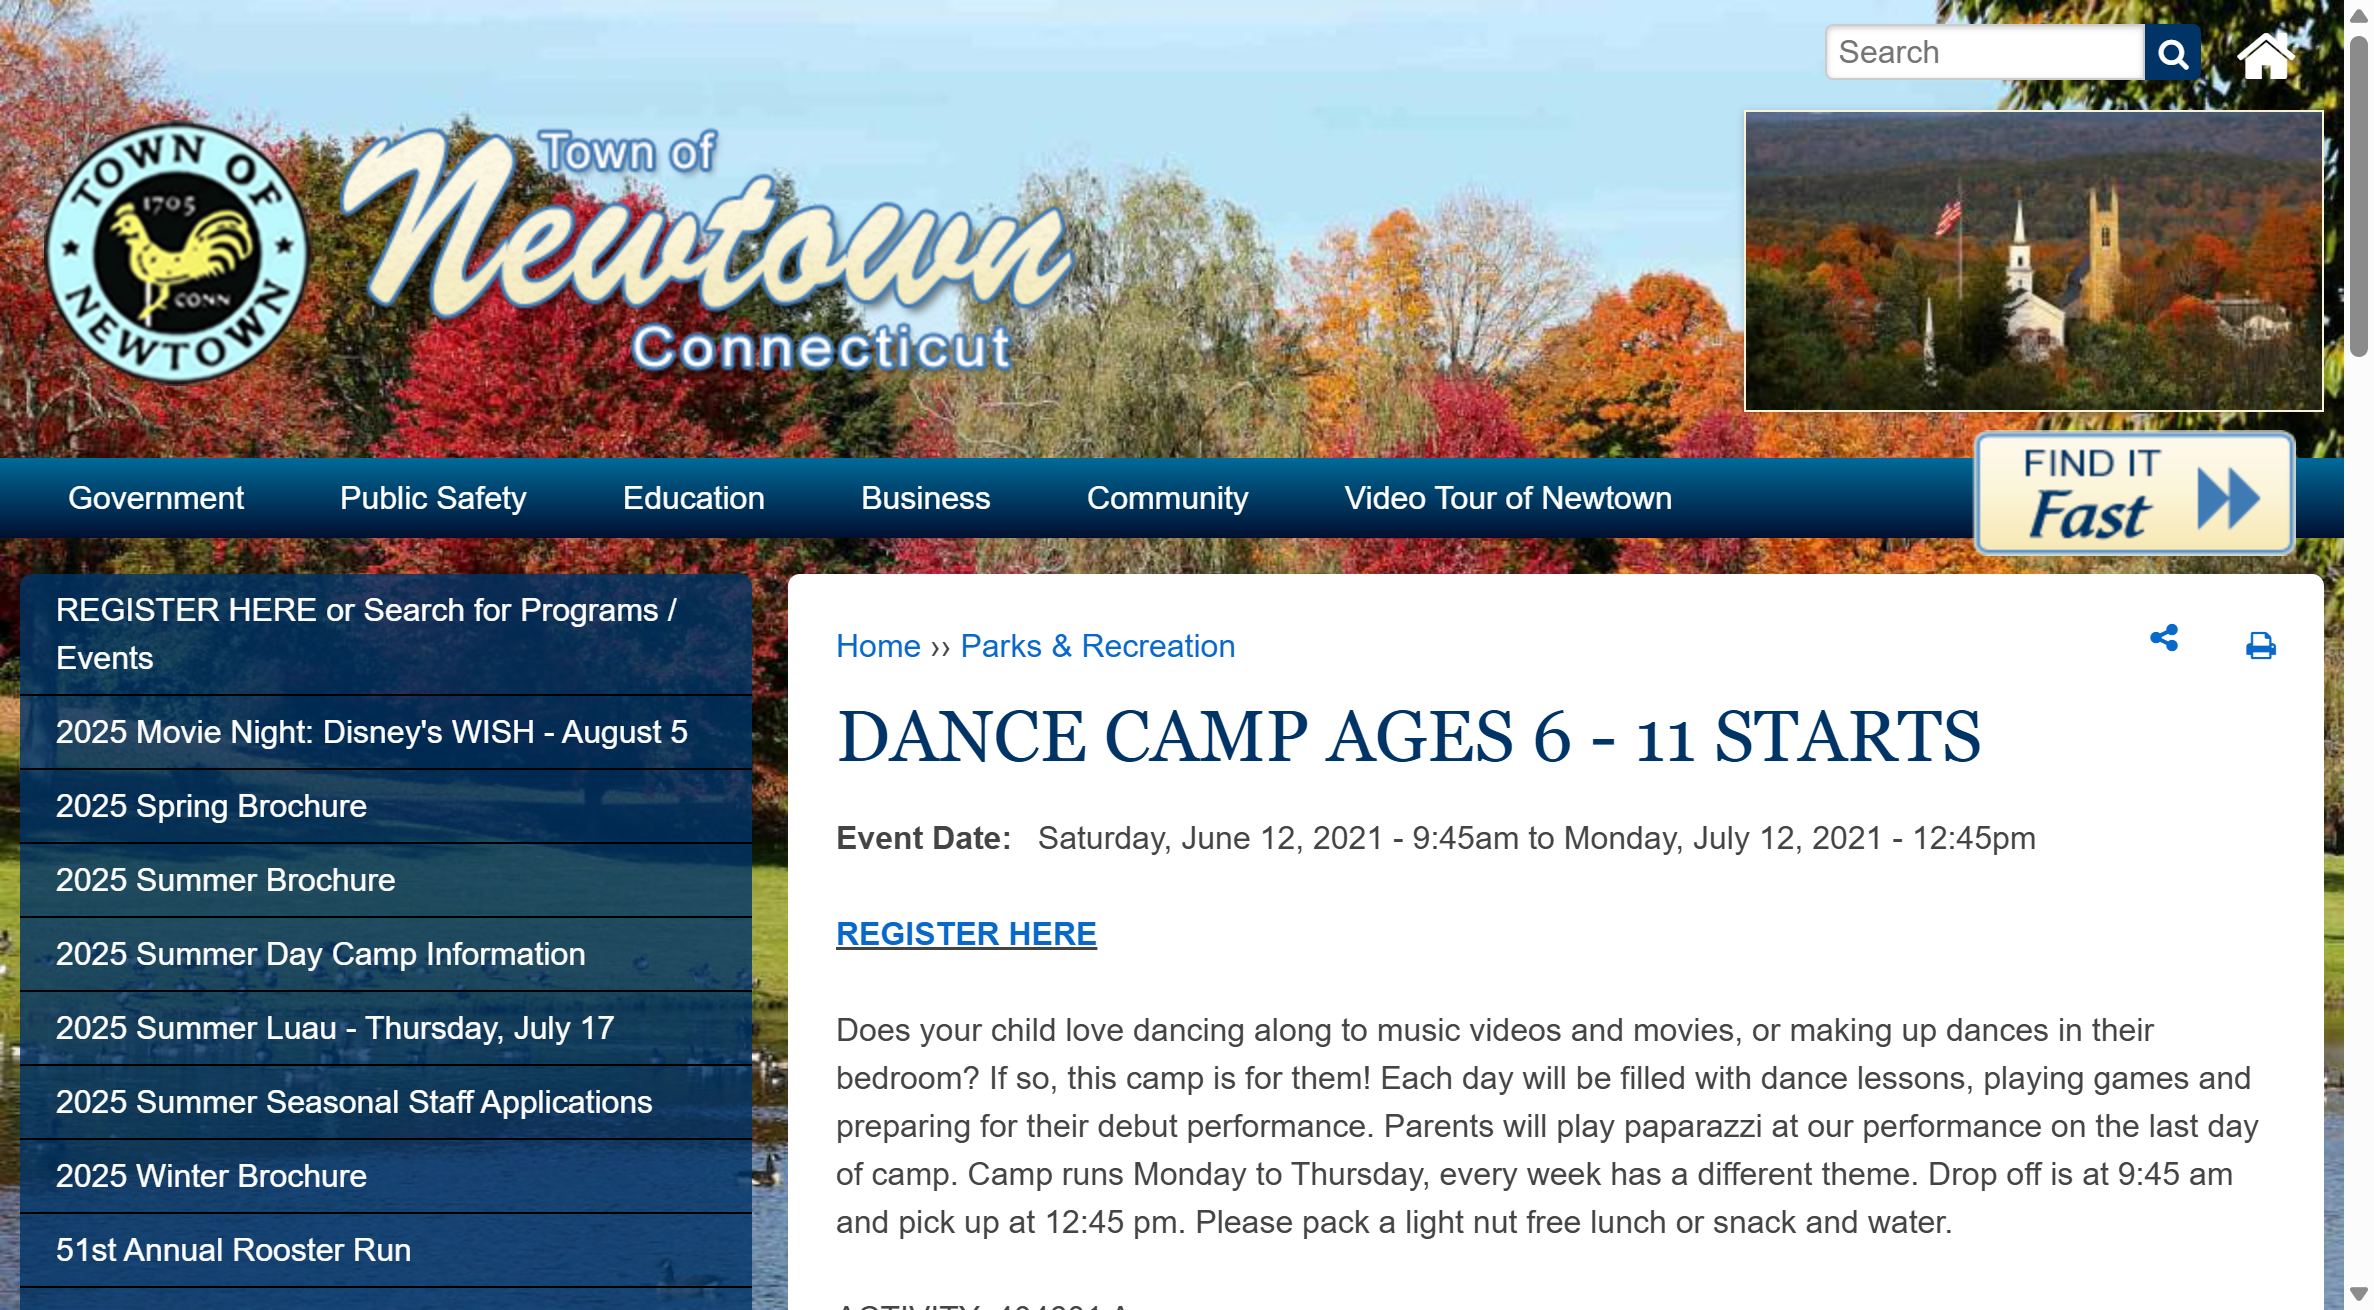 Search
TOWN OF NEWTOWN
1705
CONN
Town of
Newtown
Connecticut
Government
Public Safety
Education
Business
Community
Video Tour of Newtown
FIND IT
Fast
REGISTER HERE or Search for Programs /
Events
2025 Movie Night: Disney's WISH - August 5
2025 Spring Brochure
2025 Summer Brochure
2025 Summer Day Camp Information
2025 Summer Luau - Thursday, July 17
2025 Summer Seasonal Staff Applications
2025 Winter Brochure
51st Annual Rooster Run
Home ›› Parks & Recreation
DANCE CAMP AGES 6 - 11 STARTS
Event Date: Saturday, June 12, 2021 - 9:45am to Monday, July 12, 2021 - 12:45pm
REGISTER HERE
Does your child love dancing along to music videos and movies, or making up dances in their
bedroom? If so, this camp is for them! Each day will be filled with dance lessons, playing games and
preparing for their debut performance. Parents will play paparazzi at our performance on the last day
of camp. Camp runs Monday to Thursday, every week has a different theme. Drop off is at 9:45 am
and pick up at 12:45 pm. Please pack a light nut free lunch or snack and water.